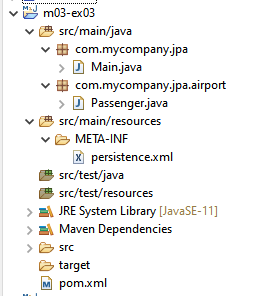 m03-ex03
src/main/java
com.mycompany.jpa
Main.java
com.mycompany.jpa.airport
Passenger.java
src/main/resources
META-INF
persistence.xml
src/test/java
src/test/resources
JRE System Library [JavaSE-11]
Maven Dependencies
src
target
pom.xml